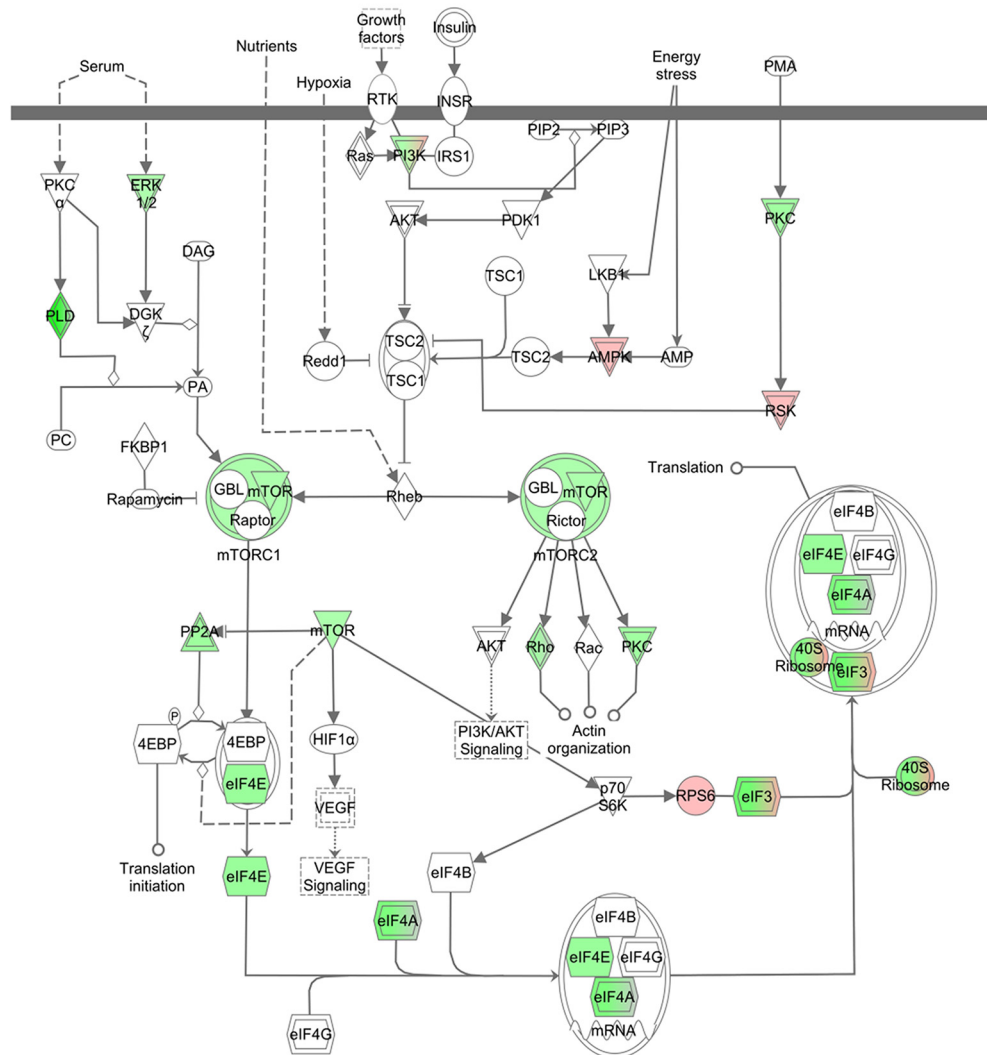 Growth
factors
Insulin
Nutrients
Energy
stress
Serum
Hypoxia
PMA
RTK
INSR
PIP2
PIP3
Ras
PI3K
IRS1
PKC
α
ERK
1/2
AKT
PDK1
PKC
DAG
TSC1
LKB1
PLD
DGK
ζ
TSC2
Redd1
TSC2
AMPK
AMP
TSC1
PA
RSK
PC
FKBP1
Translation
GBL
mTOR
Rapamycin
Rheb
GBL
mTOR
Raptor
Rictor
mTORC1
mTORC2
eIF4B
eIF4E
eIF4G
eIF4A
mRNA
40S
Ribosome
eIF3
PP2A
mTOR
AKT
Rho
Rac
PKC
P
4EBP
4EBP
HIF1α
PI3K/AKT
Signaling
Actin
organization
eIF4E
VEGF
p70
S6K
RPS6
eIF3
40S
Ribosome
Translation
initiation
eIF4E
VEGF
Signaling
eIF4B
eIF4A
eIF4B
eIF4E
eIF4G
eIF4A
eIF4G
mRNA